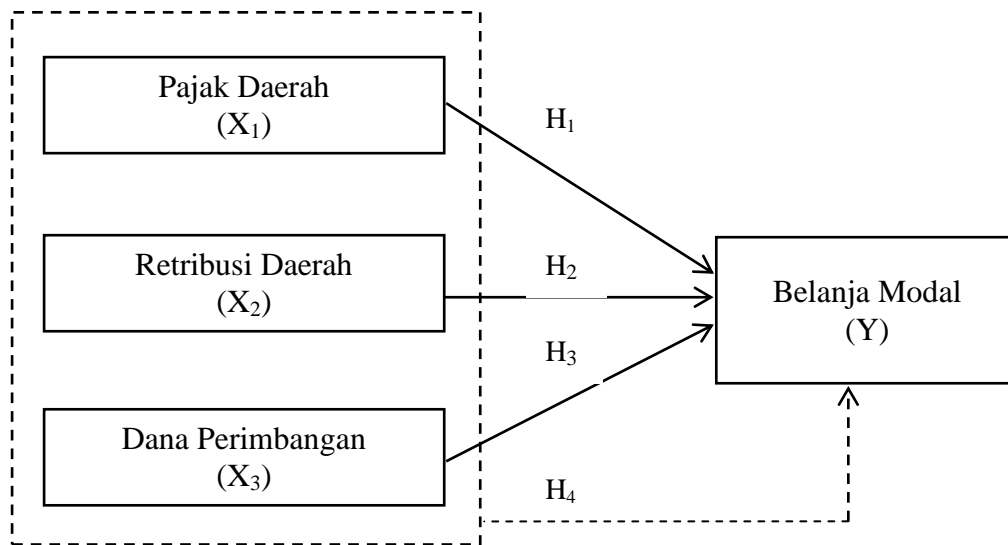 Pajak Daerah
(X₁)
H₁
Retribusi Daerah
(X₂)
H₂
Belanja Modal
(Y)
H₃
Dana Perimbangan
(X₃)
H₄